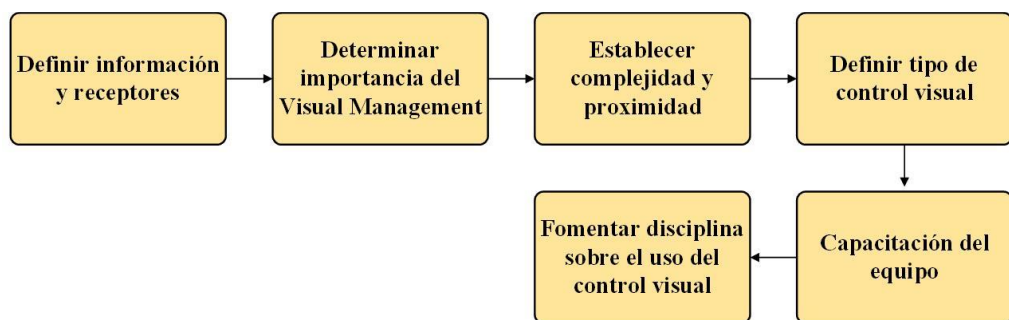 Definir información
y receptores
Determinar
importancia del
Visual Management
Establecer
complejidad y
proximidad
Definir tipo de
control visual
Capacitación del
equipo
Fomentar disciplina
sobre el uso del
control visual